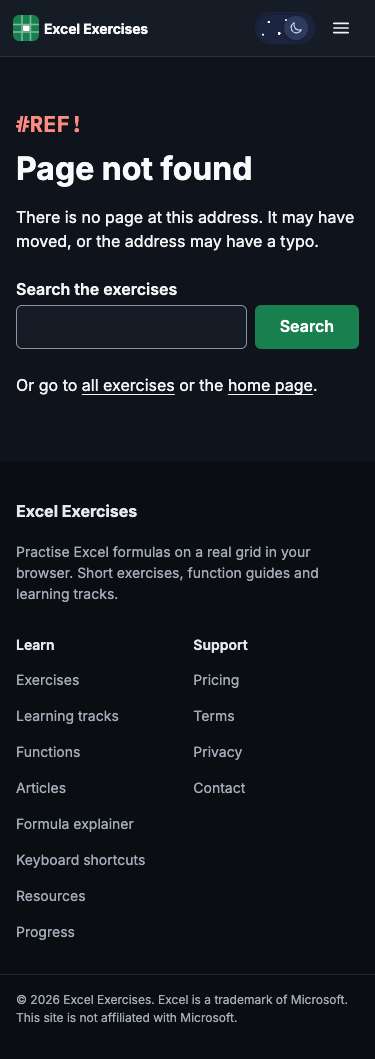 Excel Exercises
#REF!
Page not found
There is no page at this address. It may have
moved, or the address may have a typo.
Search the exercises
Search
Or go to all exercises or the home page.
Excel Exercises
Practise Excel formulas on a real grid in your
browser. Short exercises, function guides and
learning tracks.
Learn
Exercises
Learning tracks
Functions
Articles
Formula explainer
Keyboard shortcuts
Resources
Progress
Support
Pricing
Terms
Privacy
Contact
© 2026 Excel Exercises. Excel is a trademark of Microsoft.
This site is not affiliated with Microsoft.